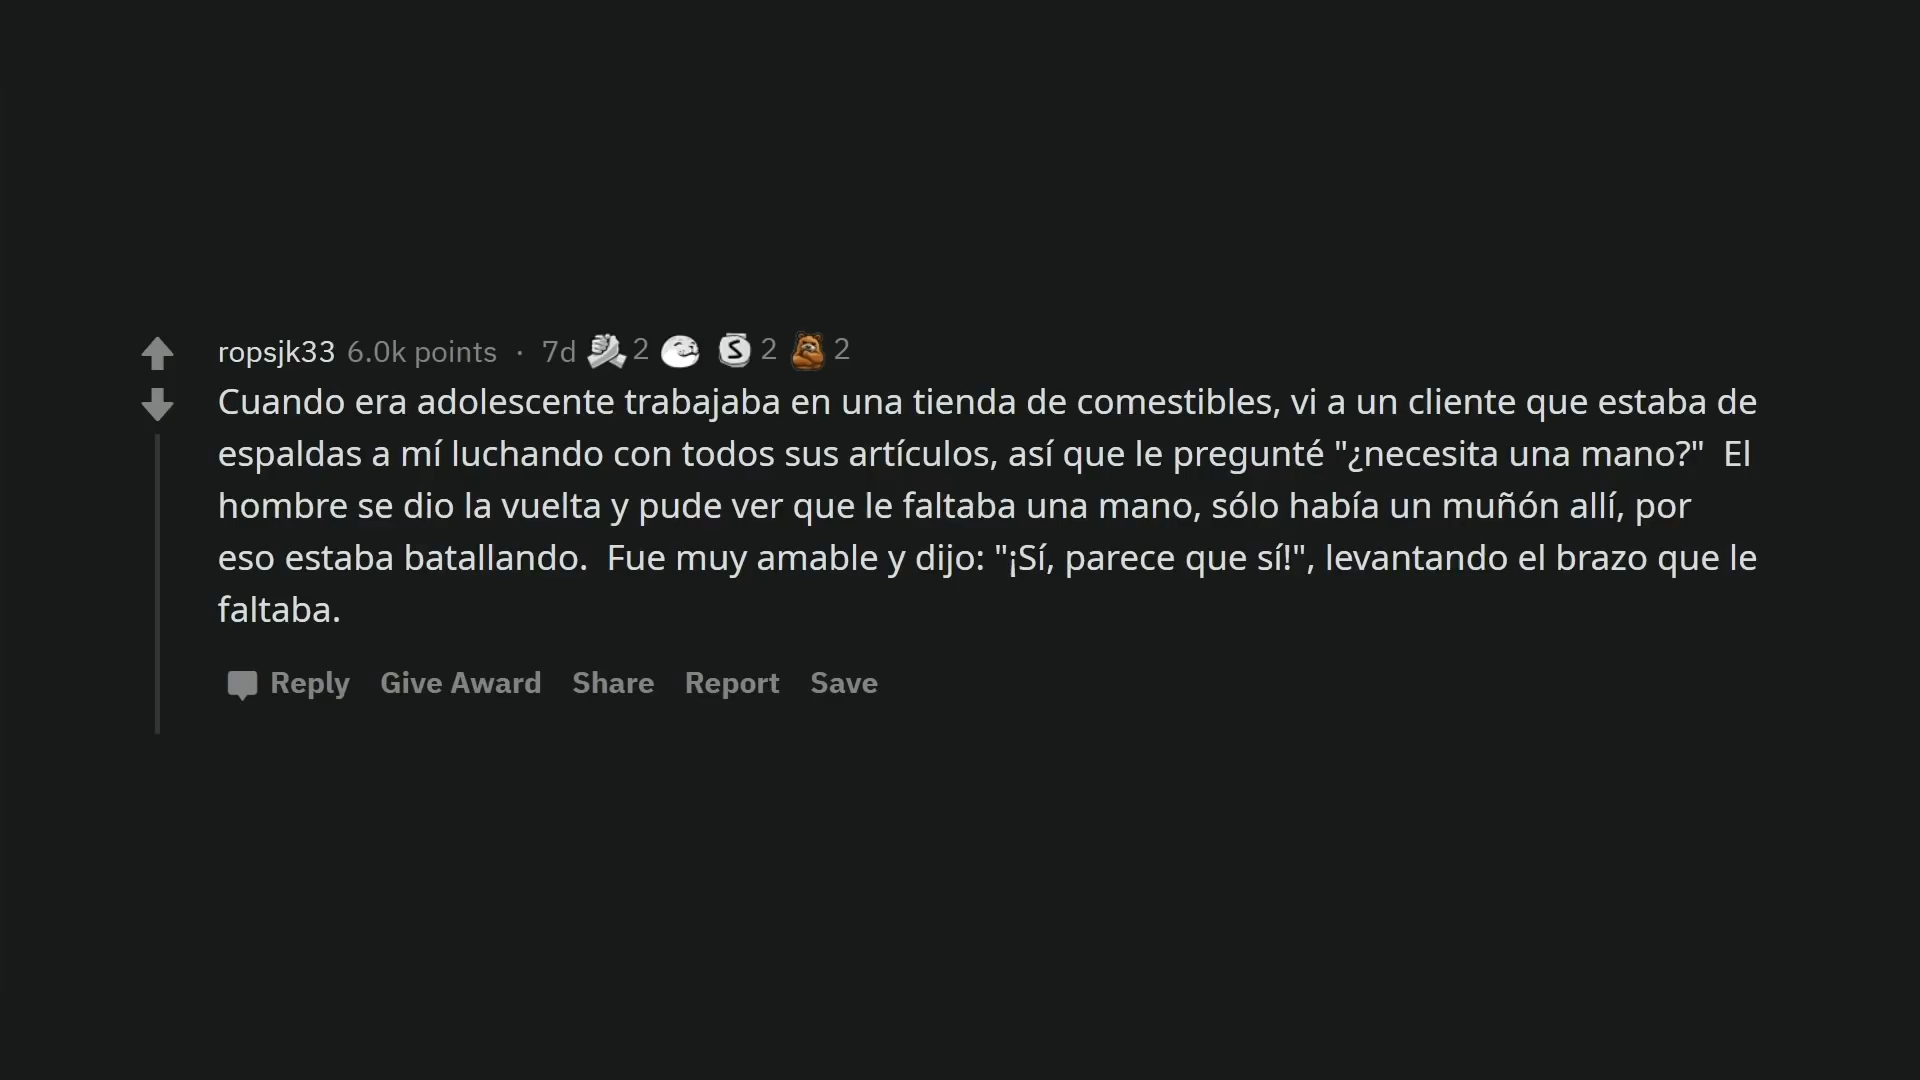 ropsjk33 6.0k points · 7d 2 S 2 2
Cuando era adolescente trabajaba en una tienda de comestibles, vi a un cliente que estaba de
espaldas a mí luchando con todos sus artículos, así que le pregunté "¿necesita una mano?"  El
hombre se dio la vuelta y pude ver que le faltaba una mano, sólo había un muñón allí, por
eso estaba batallando.  Fue muy amable y dijo: "¡Sí, parece que sí!", levantando el brazo que le
faltaba.
Reply Give Award Share Report Save